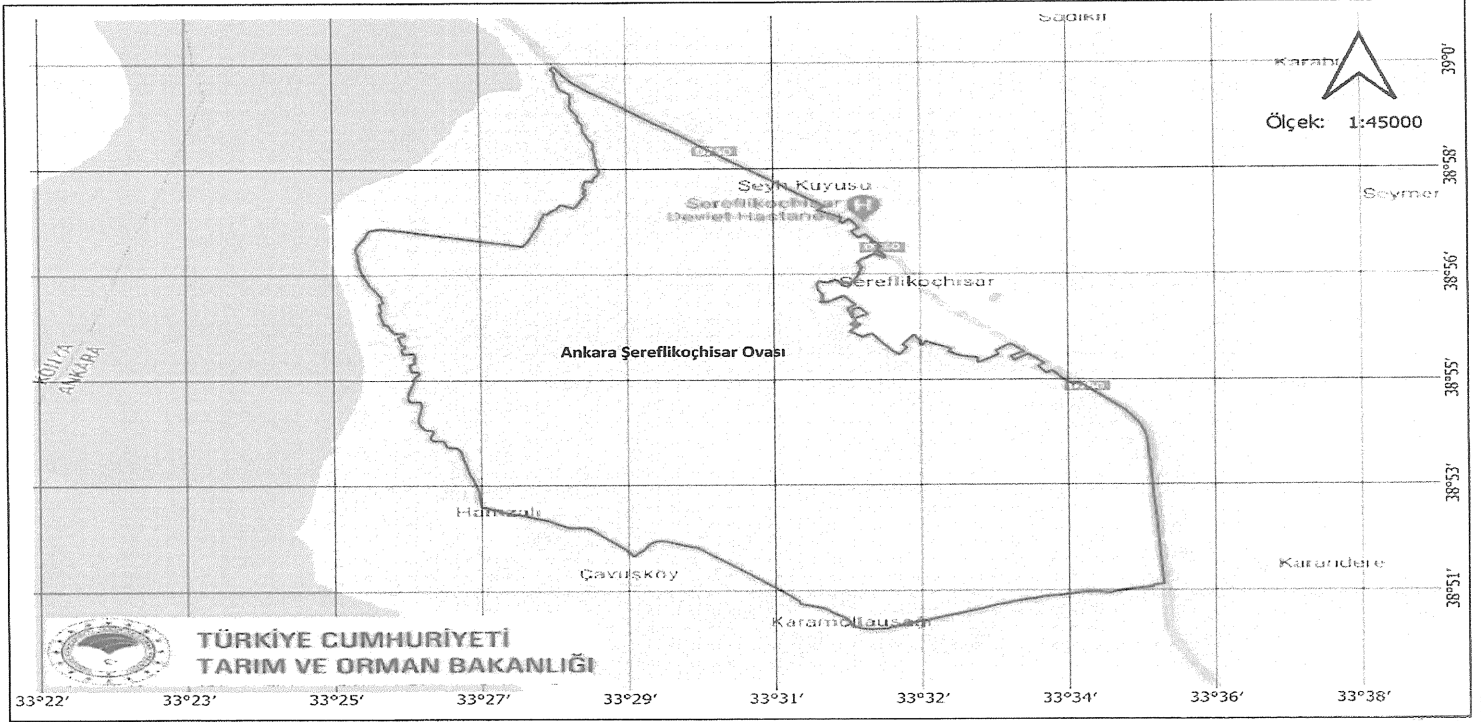 Sadıklı
39°0'
Ölçek: 1:45000
38°58'
Şeyh Kuyusu
Şereflikoçhisar
Devlet Hastanesi
H
38°56'
Şereflikoçhisar
KONYA
ANKARA
Ankara Şereflikoçhisar Ovası
38°55'
38°53'
Hamzalı
Çavuşköy
Karandere
38°51'
Karamollauşağı
TÜRKİYE CUMHURİYETİ
TARIM VE ORMAN BAKANLIĞI
33°22' 33°23' 33°25' 33°27' 33°29' 33°31' 33°32' 33°34' 33°36' 33°38'